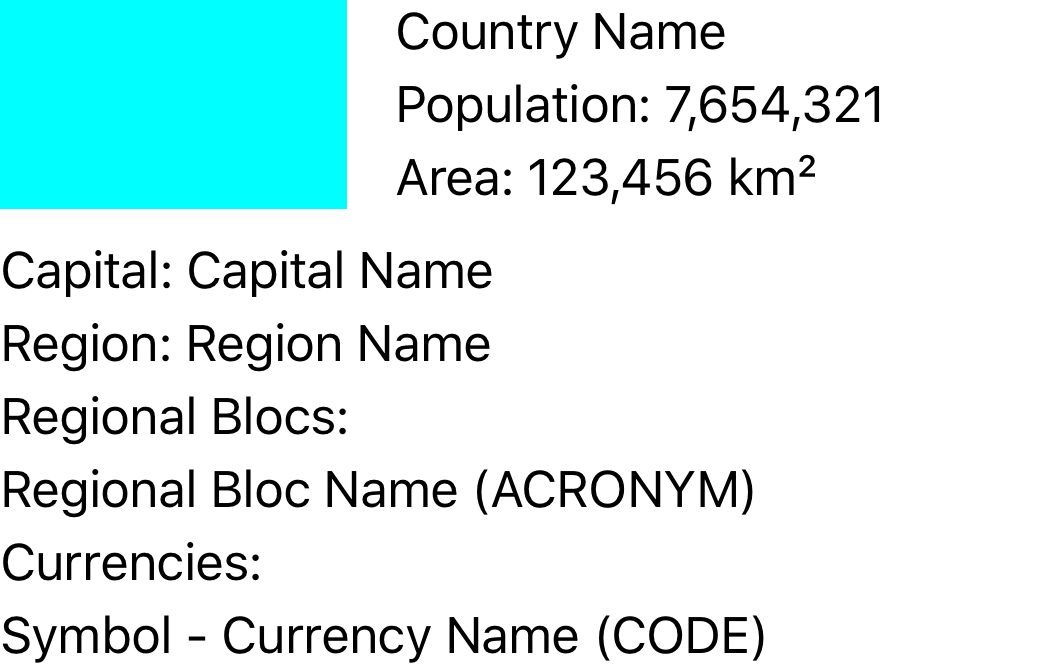 Country Name
Population: 7,654,321
Area: 123,456 km²
Capital: Capital Name
Region: Region Name
Regional Blocs:
Regional Bloc Name (ACRONYM)
Currencies:
Symbol - Currency Name (CODE)